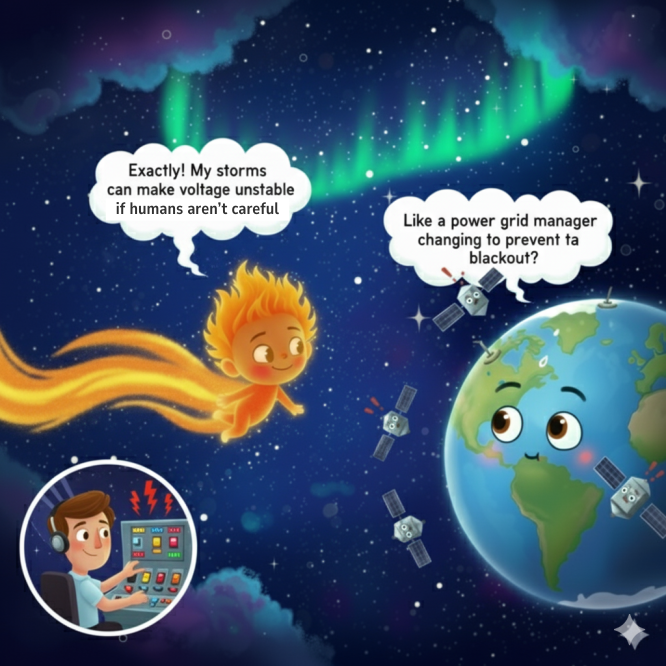 Exactly! My storms
can make voltage unstable
if humans aren't careful
Like a power grid manager
changing to prevent ta
blackout?